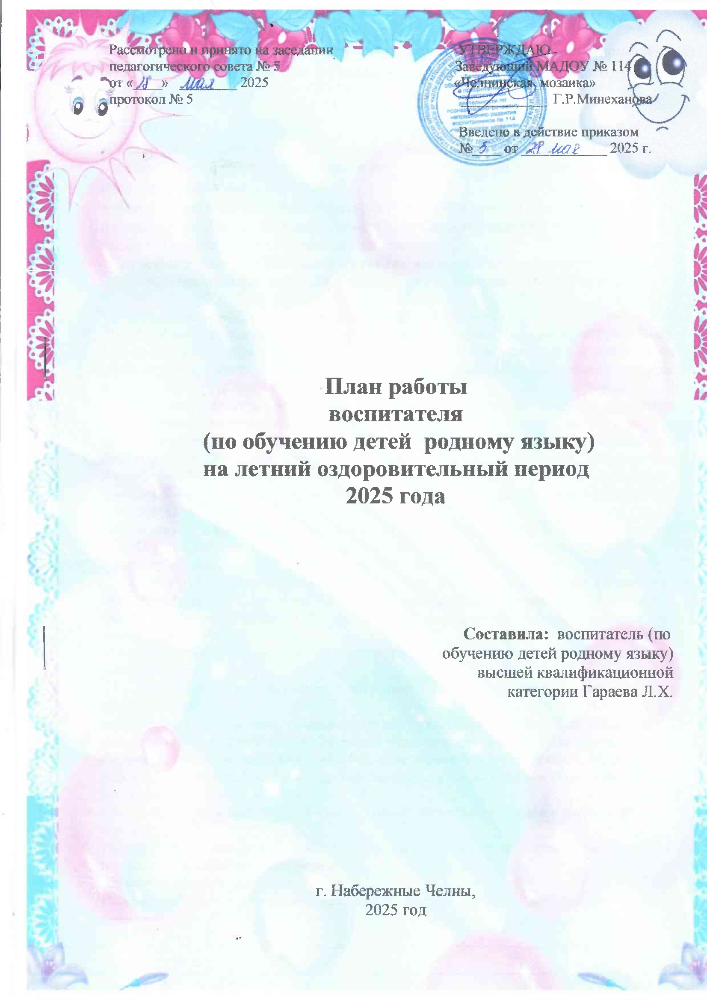 Рассмотрено и принято на заседании
педагогического совета № 5
от «     » мая 2025
протокол № 5
УТВЕРЖДАЮ
Заведующий МАДОУ № 114
«Челнинская мозаика»
Г.Р.Минеханова
Введено в действие приказом
№ 5 от      мая 2025 г.
План работы
воспитателя
(по обучению детей родному языку)
на летний оздоровительный период
2025 года
Составила: воспитатель (по
обучению детей родному языку)
высшей квалификационной
категории Гараева Л.Х.
г. Набережные Челны,
2025 год